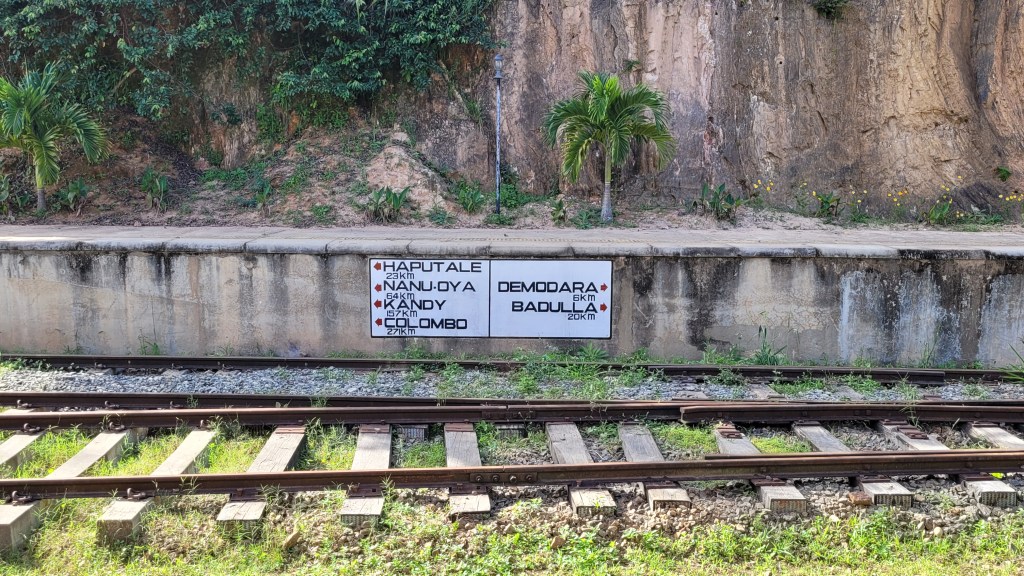 HAPUTALE
23KM
NANU-OYA
64KM
KANDY
157KM
COLOMBO
271KM
DEMODARA
6KM
BADULLA
20KM